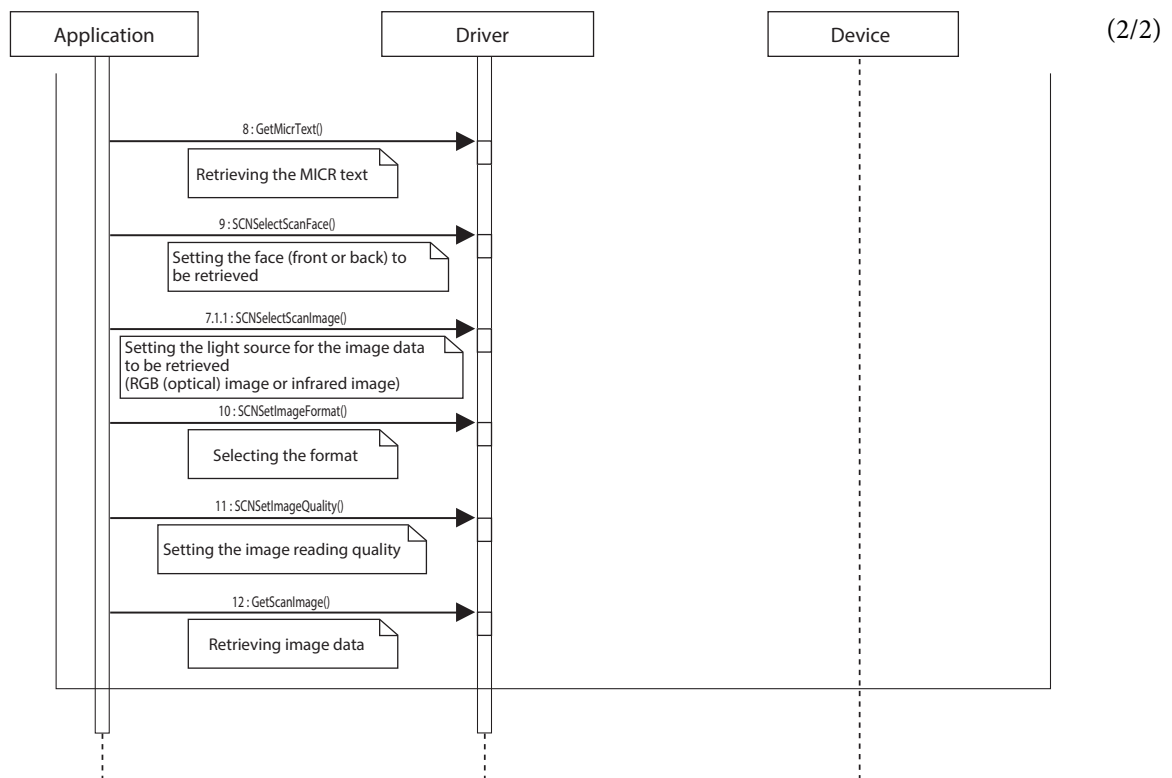 Application
Driver
Device
(2/2)
8 : GetMicrText()
Retrieving the MICR text
9 : SCNSelectScanFace()
Setting the face (front or back) to
be retrieved
7.1.1 : SCNSelectScanImage()
Setting the light source for the image data
to be retrieved
(RGB (optical) image or infrared image)
10 : SCNSetImageFormat()
Selecting the format
11 : SCNSetImageQuality()
Setting the image reading quality
12 : GetScanImage()
Retrieving image data